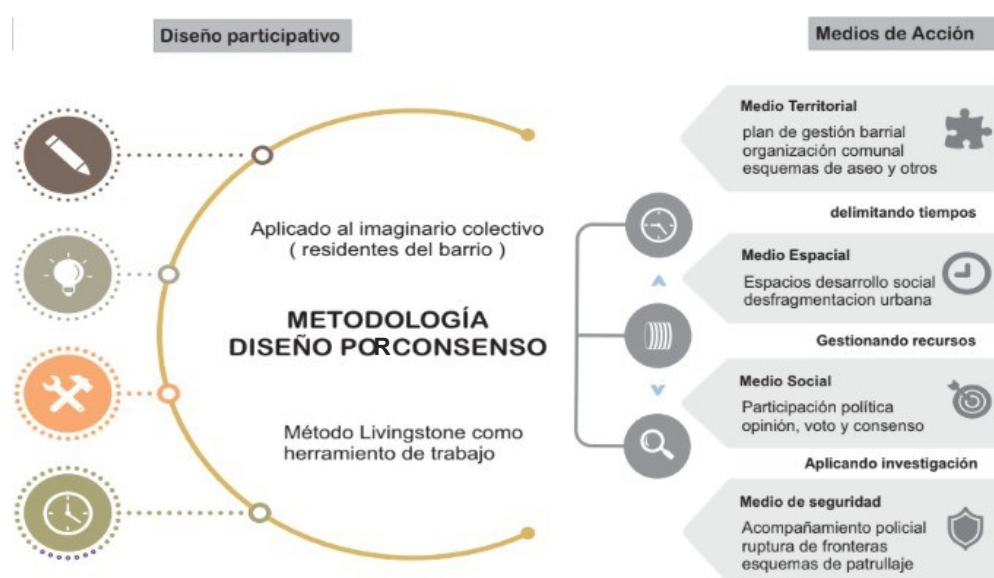 Diseño participativo
Aplicado al imaginario colectivo
( residentes del barrio )
METODOLOGÍA
DISEÑO POR CONSENSO
Método Livingstone como
herramiento de trabajo
Medios de Acción
Medio Territorial
plan de gestión barrial
organización comunal
esquemas de aseo y otros
delimitando tiempos
Medio Espacial
Espacios desarrollo social
desfragmentacion urbana
Gestionando recursos
Medio Social
Participación política
opinión, voto y consenso
Aplicando investigación
Medio de seguridad
Acompañamiento policial
ruptura de fronteras
esquemas de patrullaje